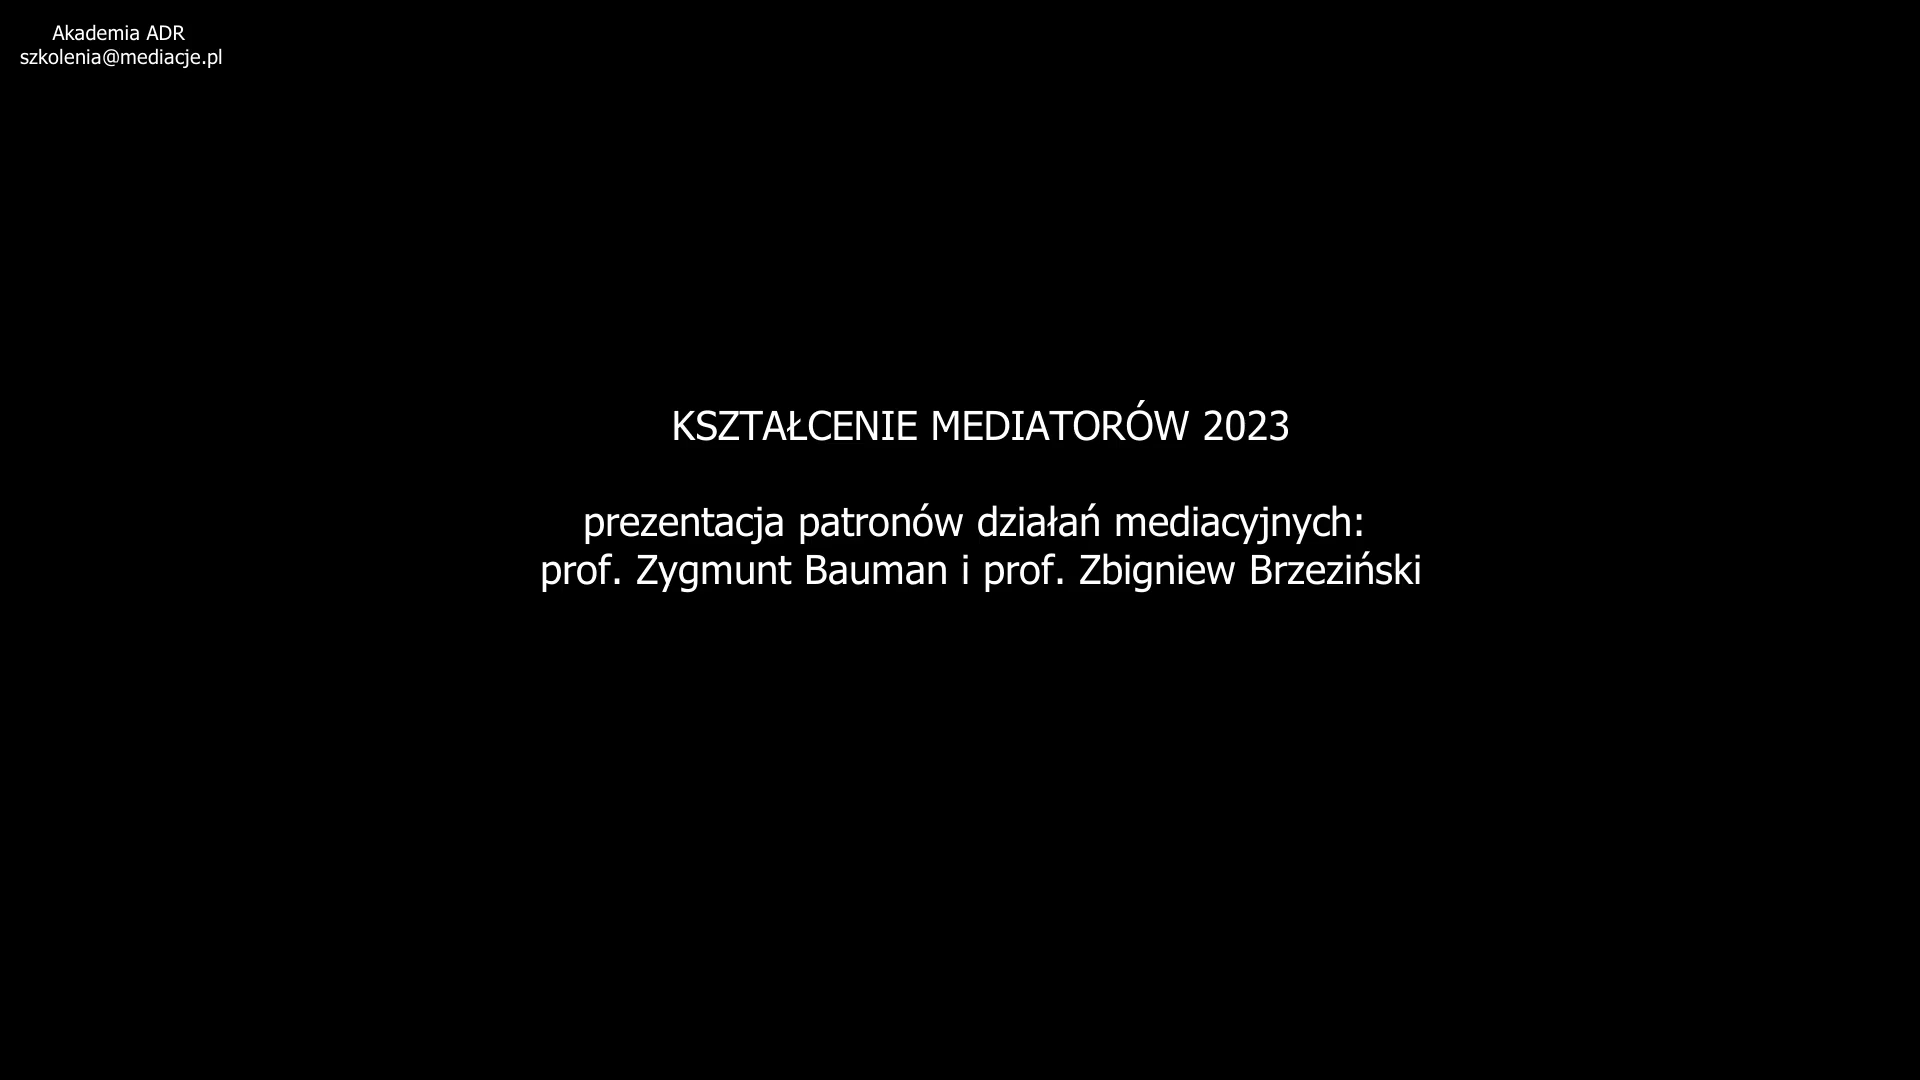 Akademia ADR
szkolenia@mediacje.pl
KSZTAŁCENIE MEDIATORÓW 2023
prezentacja patronów działań mediacyjnych:
prof. Zygmunt Bauman i prof. Zbigniew Brzeziński